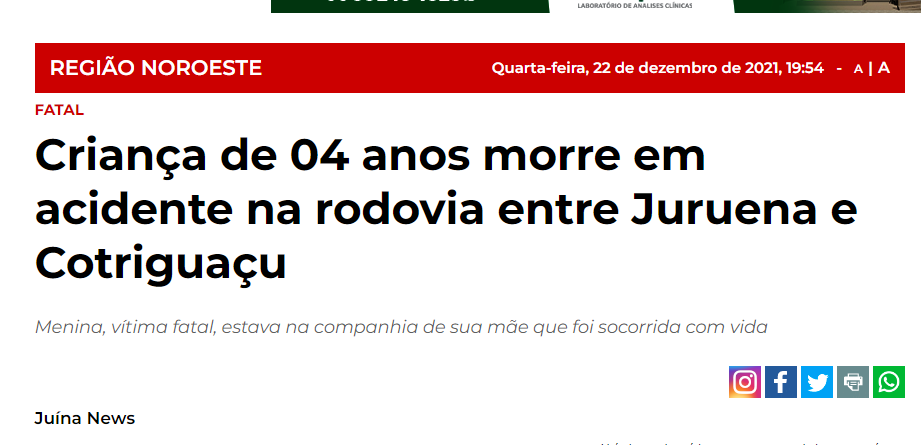 LABORATÓRIO DE ANÁLISES CLÍNICAS
REGIÃO NOROESTE
Quarta-feira, 22 de dezembro de 2021, 19:54 - A | A
FATAL
Criança de 04 anos morre em
acidente na rodovia entre Juruena e
Cotriguaçu
Menina, vítima fatal, estava na companhia de sua mãe que foi socorrida com vida
Juína News